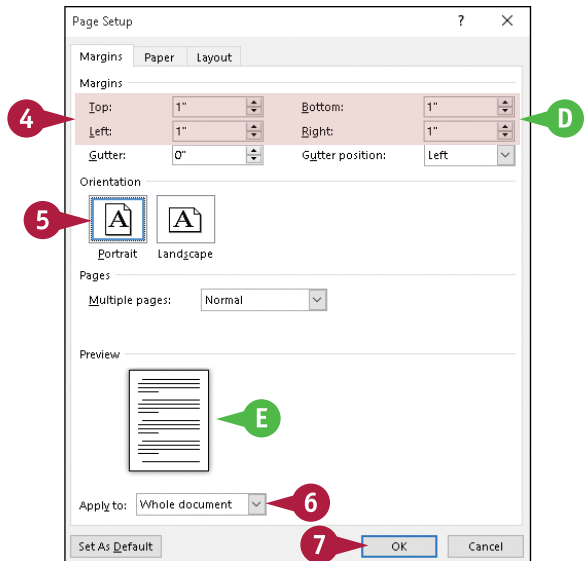 Page Setup ? ×
Margins Paper Layout
Margins
4 Top: 1" Bottom: 1" D
Left: 1" Right: 1"
Gutter: 0" Gutter position: Left
Orientation
5 A A
Portrait Landscape
Pages
Multiple pages: Normal
Preview
E
Apply to: Whole document 6
Set As Default 7 OK Cancel